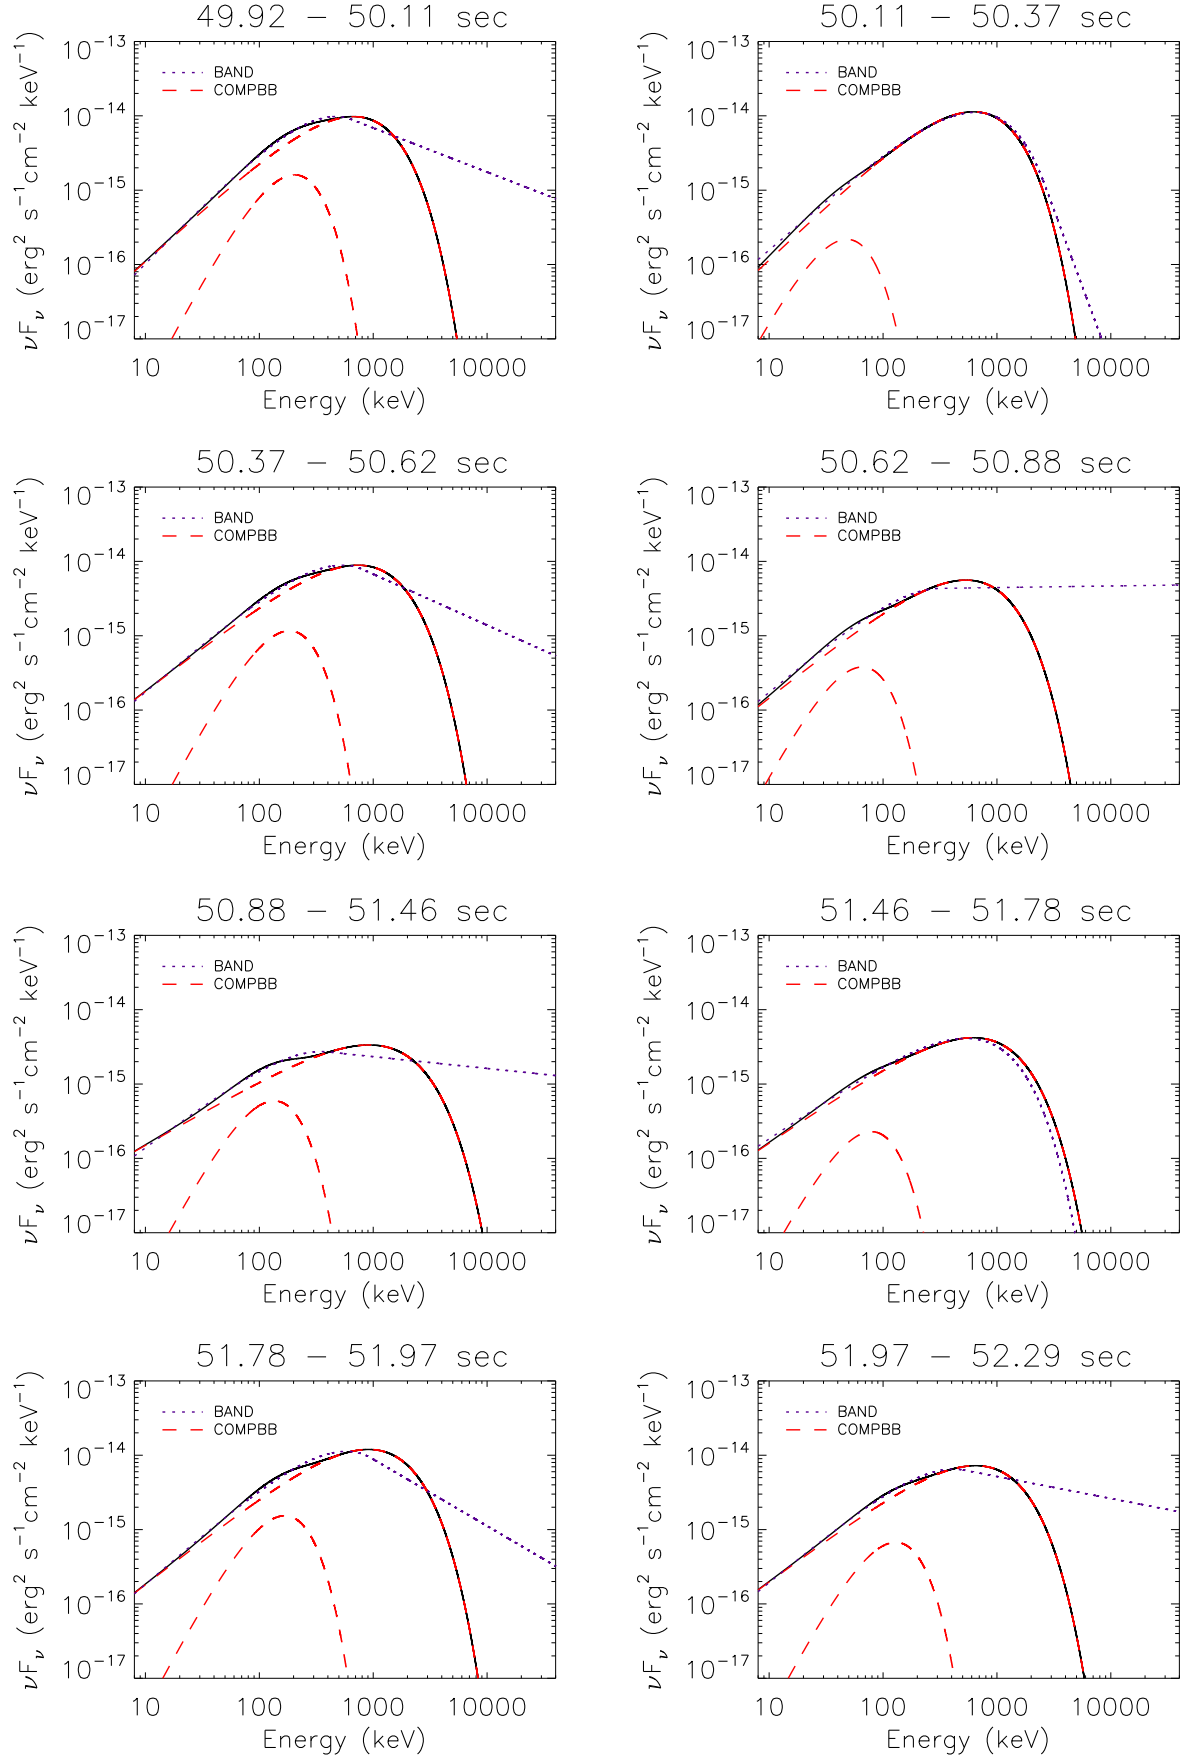 49.92 – 50.11 sec
νFν (erg² s⁻¹cm⁻² keV⁻¹)
10⁻¹³
10⁻¹⁴
10⁻¹⁵
10⁻¹⁶
10⁻¹⁷
BAND
COMPBB
10 100 1000 10000
Energy (keV)
50.11 – 50.37 sec
νFν (erg² s⁻¹cm⁻² keV⁻¹)
10⁻¹³
10⁻¹⁴
10⁻¹⁵
10⁻¹⁶
10⁻¹⁷
BAND
COMPBB
10 100 1000 10000
Energy (keV)
50.37 – 50.62 sec
νFν (erg² s⁻¹cm⁻² keV⁻¹)
10⁻¹³
10⁻¹⁴
10⁻¹⁵
10⁻¹⁶
10⁻¹⁷
BAND
COMPBB
10 100 1000 10000
Energy (keV)
50.62 – 50.88 sec
νFν (erg² s⁻¹cm⁻² keV⁻¹)
10⁻¹³
10⁻¹⁴
10⁻¹⁵
10⁻¹⁶
10⁻¹⁷
BAND
COMPBB
10 100 1000 10000
Energy (keV)
50.88 – 51.46 sec
νFν (erg² s⁻¹cm⁻² keV⁻¹)
10⁻¹³
10⁻¹⁴
10⁻¹⁵
10⁻¹⁶
10⁻¹⁷
BAND
COMPBB
10 100 1000 10000
Energy (keV)
51.46 – 51.78 sec
νFν (erg² s⁻¹cm⁻² keV⁻¹)
10⁻¹³
10⁻¹⁴
10⁻¹⁵
10⁻¹⁶
10⁻¹⁷
BAND
COMPBB
10 100 1000 10000
Energy (keV)
51.78 – 51.97 sec
νFν (erg² s⁻¹cm⁻² keV⁻¹)
10⁻¹³
10⁻¹⁴
10⁻¹⁵
10⁻¹⁶
10⁻¹⁷
BAND
COMPBB
10 100 1000 10000
Energy (keV)
51.97 – 52.29 sec
νFν (erg² s⁻¹cm⁻² keV⁻¹)
10⁻¹³
10⁻¹⁴
10⁻¹⁵
10⁻¹⁶
10⁻¹⁷
BAND
COMPBB
10 100 1000 10000
Energy (keV)